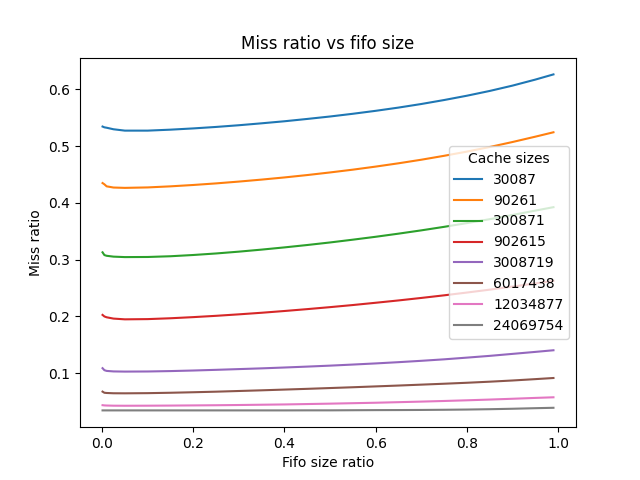 Miss ratio vs fifo size
Miss ratio
0.6
0.5
0.4
0.3
0.2
0.1
Cache sizes
30087
90261
300871
902615
3008719
6017438
12034877
24069754
0.0 0.2 0.4 0.6 0.8 1.0
Fifo size ratio